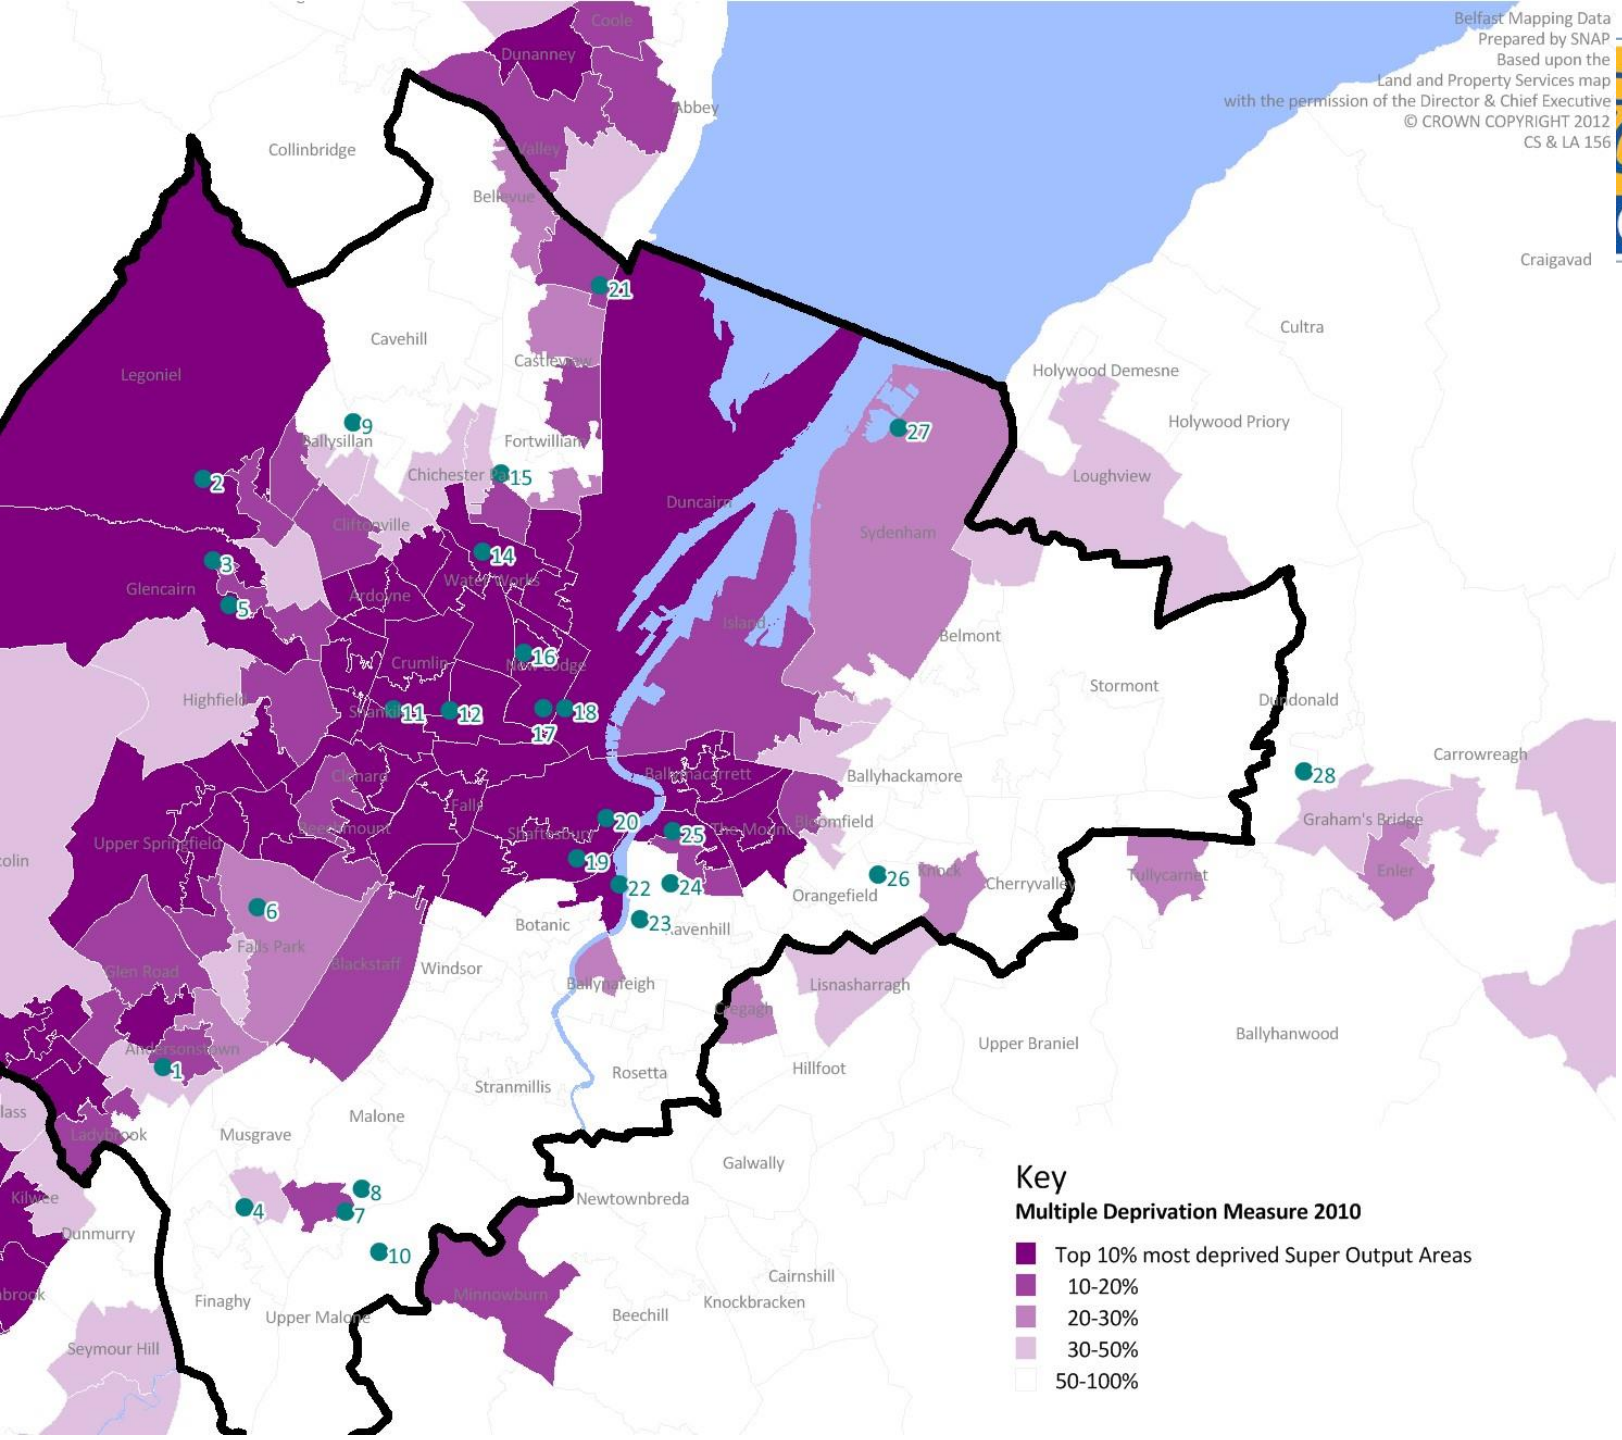 Belfast Mapping Data
Prepared by SNAP
Based upon the
Land and Property Services map
with the permission of the Director & Chief Executive
© CROWN COPYRIGHT 2012
CS & LA 156
Coole
Dunanney
Abbey
Collinbridge
Valley
Bellevue
Craigavad
21
Cultra
Cavehill
Castleview
Holywood Demesne
Legoniel
Holywood Priory
9
27
Ballysillan
Fortwilliam
Chichester Park
15
Loughview
2
Duncairn
Cliftonville
Sydenham
14
3
Water Works
Glencairn
Ardoyne
5
Island
Belmont
16
Crumlin
New Lodge
Stormont
Highfield
Dundonald
Shankill
11
12
17
18
Carrowreagh
Clonard
Ballymacarrett
Ballyhackamore
28
Falls
20
Bloomfield
Graham's Bridge
Beechmount
Shaftesbury
25
The Mount
Upper Springfield
colin
19
Enler
Knock
Tullycarnet
22
24
26
Cherryvalley
Orangefield
6
Botanic
23
Ravenhill
Falls Park
Blackstaff
Windsor
Glen Road
Ballynafeigh
Lisnasharragh
Cregagh
Ballyhanwood
Upper Braniel
Andersonstown
1
Rosetta
Hillfoot
Stranmillis
lass
Malone
Ladybrook
Musgrave
Galwally
Key
8
Kilwee
Newtownbreda
4
7
Multiple Deprivation Measure 2010
Dunmurry
10
Top 10% most deprived Super Output Areas
Cairnshill
10-20%
nbrook
Minnowburn
Finaghy
Knockbracken
Upper Malone
Beechill
20-30%
Seymour Hill
30-50%
50-100%